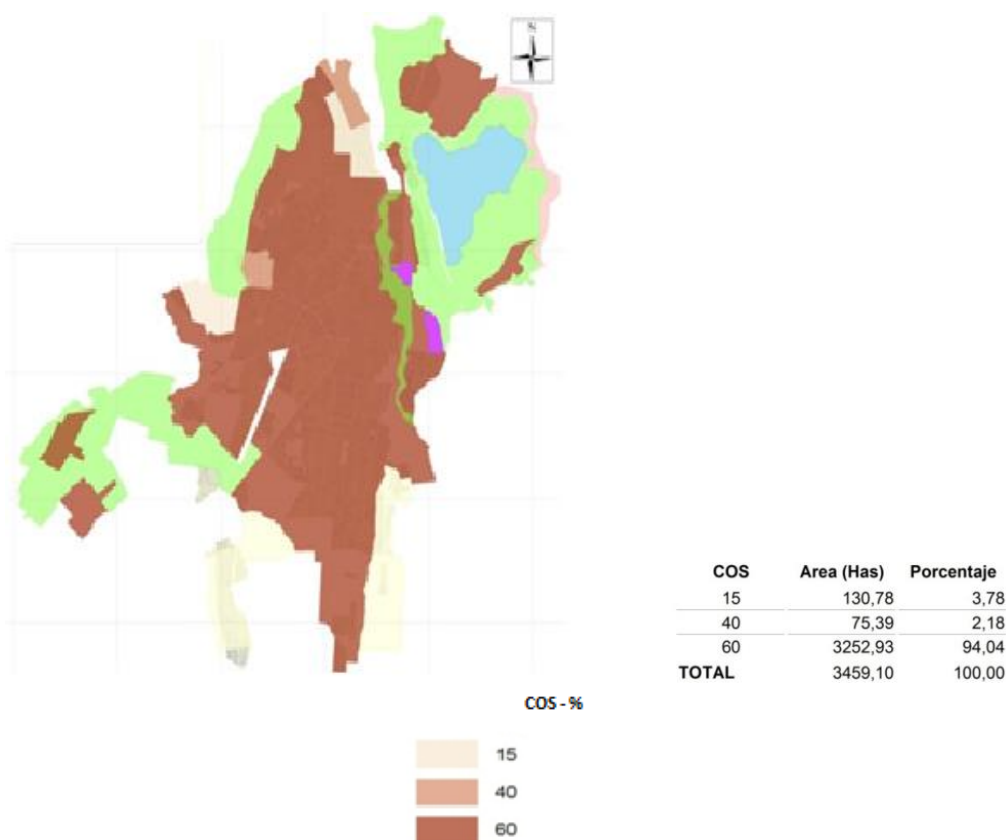 N
COS Area (Has) Porcentaje
15 130,78 3,78
40 75,39 2,18
60 3252,93 94,04
TOTAL 3459,10 100,00
COS - %
15
40
60